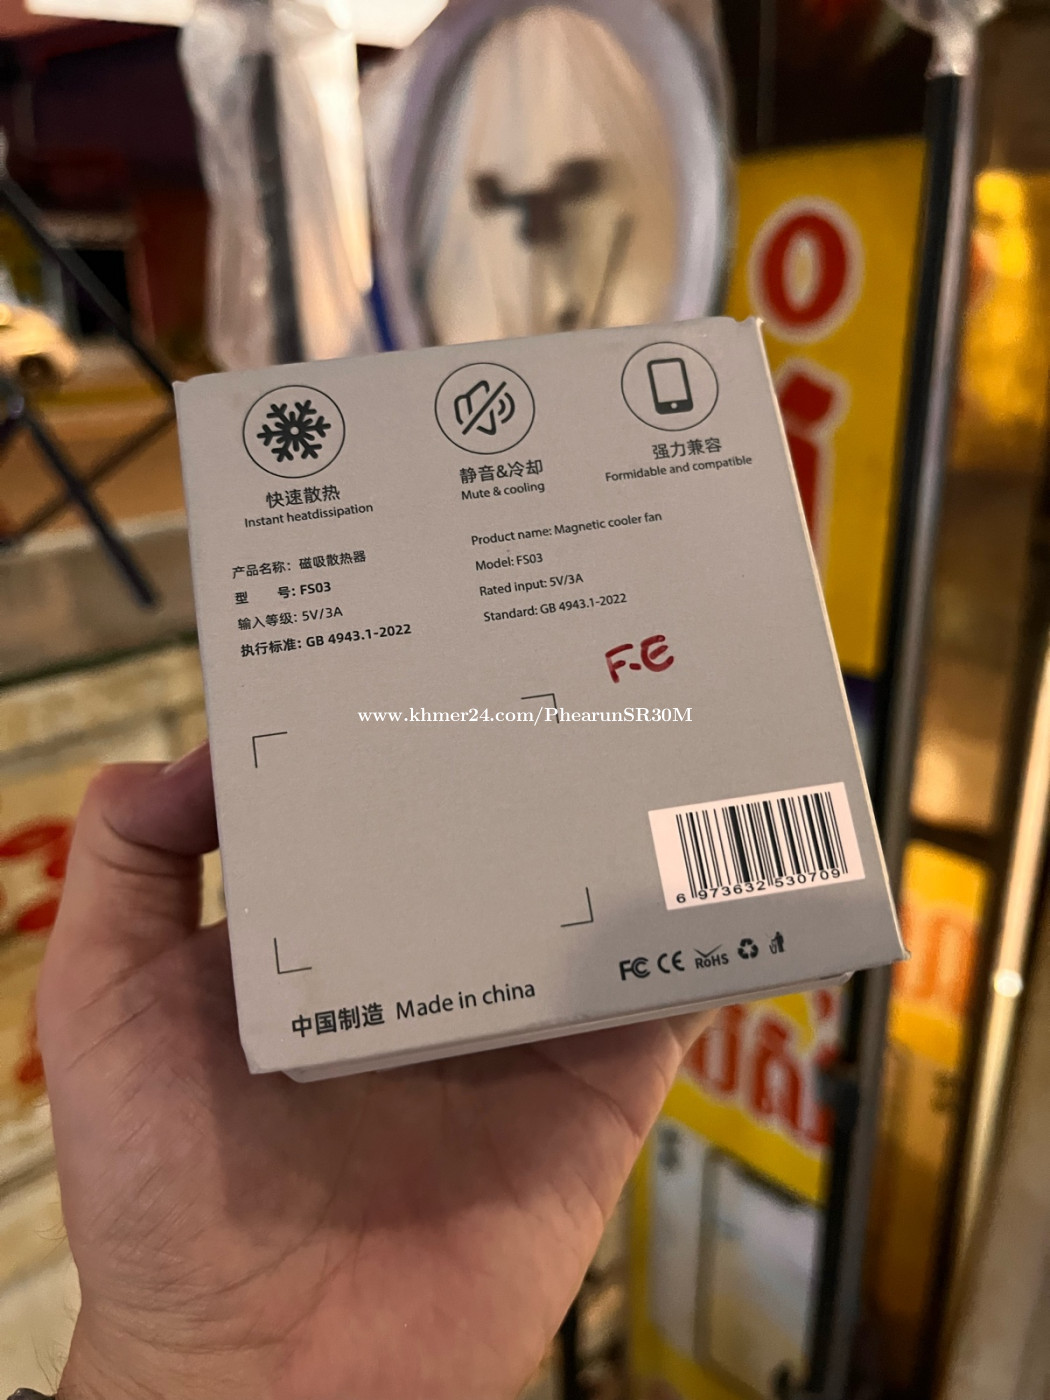 快速散热
Instant heatdissipation
静音&冷却
Mute & cooling
强力兼容
Formidable and compatible
产品名称: 磁吸散热器
型 号: FS03
输入等级: 5V/3A
执行标准: GB 4943.1-2022
Product name: Magnetic cooler fan
Model: FS03
Rated input: 5V/3A
Standard: GB 4943.1-2022
F.E
www.khmer24.com/PhearunSR30M
6 973632 530709
中国制造 Made in china
FC CE RoHS